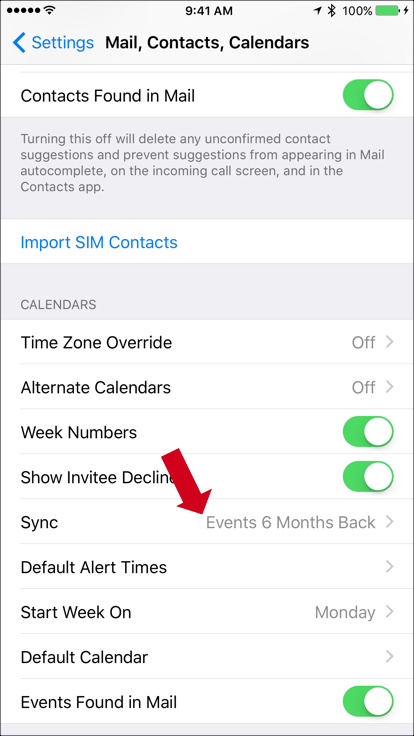 9:41 AM 100%
Settings Mail, Contacts, Calendars
Contacts Found in Mail
Turning this off will delete any unconfirmed contact
suggestions and prevent suggestions from appearing in Mail
autocomplete, on the incoming call screen, and in the
Contacts app.
Import SIM Contacts
CALENDARS
Time Zone Override Off
Alternate Calendars Off
Week Numbers
Show Invitee Decline
Sync Events 6 Months Back
Default Alert Times
Start Week On Monday
Default Calendar
Events Found in Mail